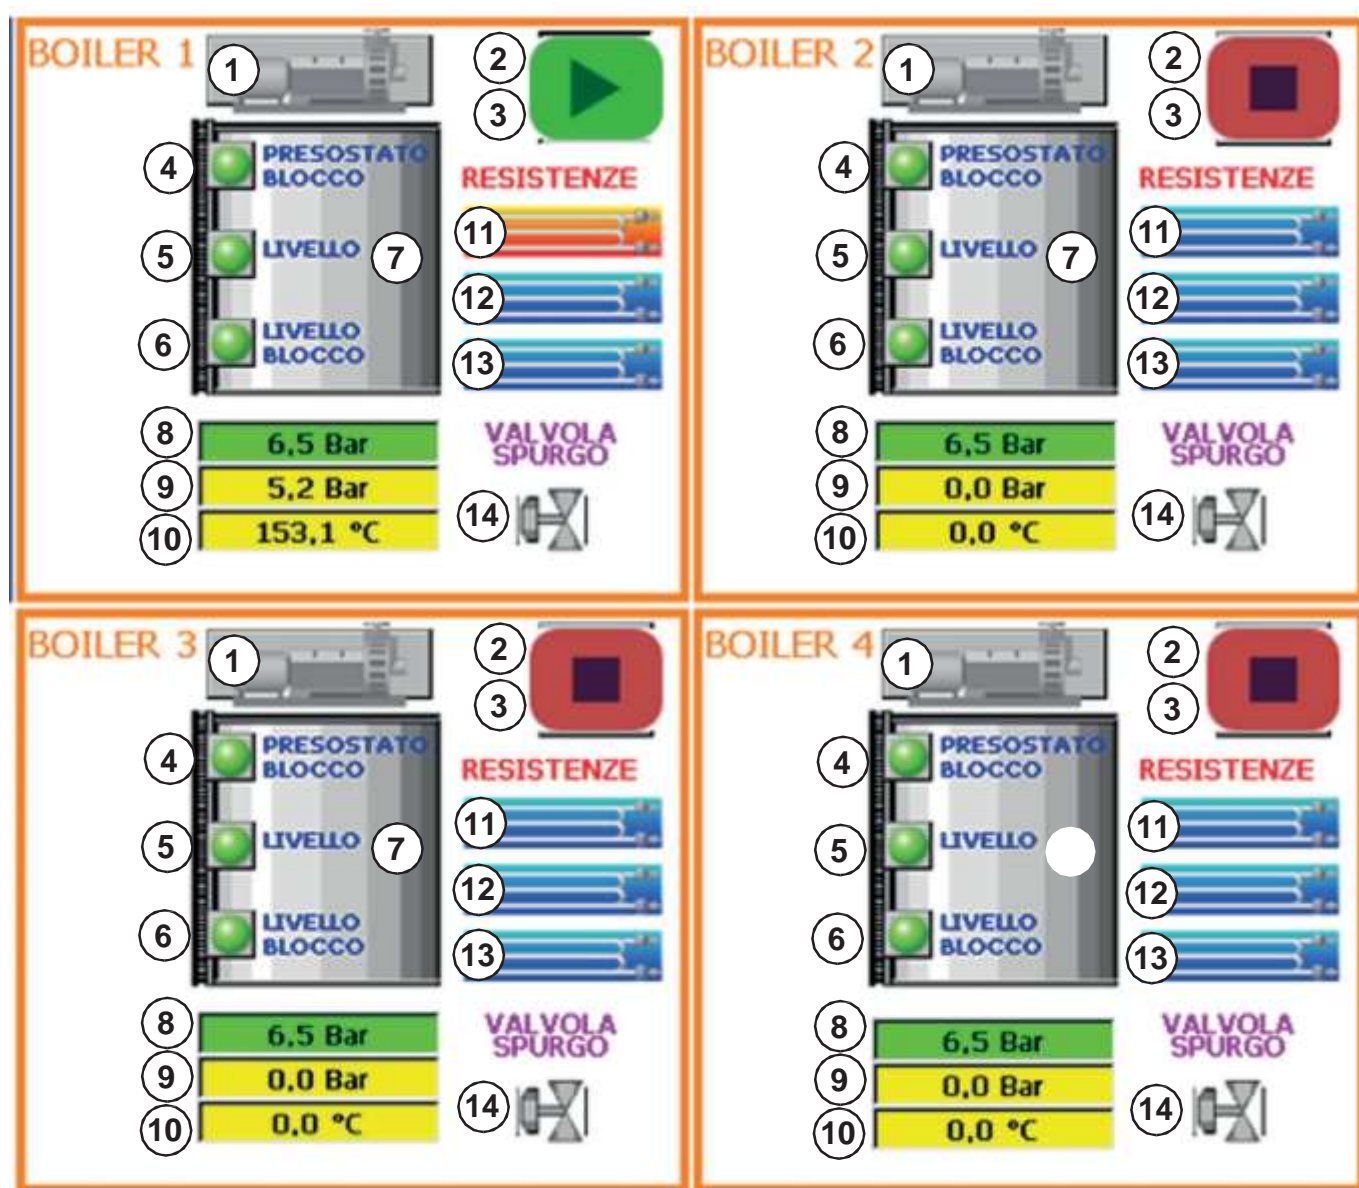 BOILER 1
1
2
3
4
PRESOSTATO
BLOCCO
RESISTENZE
5
LIVELLO
7
11
12
6
LIVELLO
BLOCCO
13
8
6,5 Bar
VALVOLA
SPURGO
9
5,2 Bar
10
153,1 °C
14
BOILER 2
1
2
3
4
PRESOSTATO
BLOCCO
RESISTENZE
5
LIVELLO
7
11
12
6
LIVELLO
BLOCCO
13
8
6,5 Bar
VALVOLA
SPURGO
9
0,0 Bar
10
0,0 °C
14
BOILER 3
1
2
3
4
PRESOSTATO
BLOCCO
RESISTENZE
5
LIVELLO
7
11
12
6
LIVELLO
BLOCCO
13
8
6,5 Bar
VALVOLA
SPURGO
9
0,0 Bar
10
0,0 °C
14
BOILER 4
1
2
3
4
PRESOSTATO
BLOCCO
RESISTENZE
5
LIVELLO
11
12
6
LIVELLO
BLOCCO
13
8
6,5 Bar
VALVOLA
SPURGO
9
0,0 Bar
10
0,0 °C
14